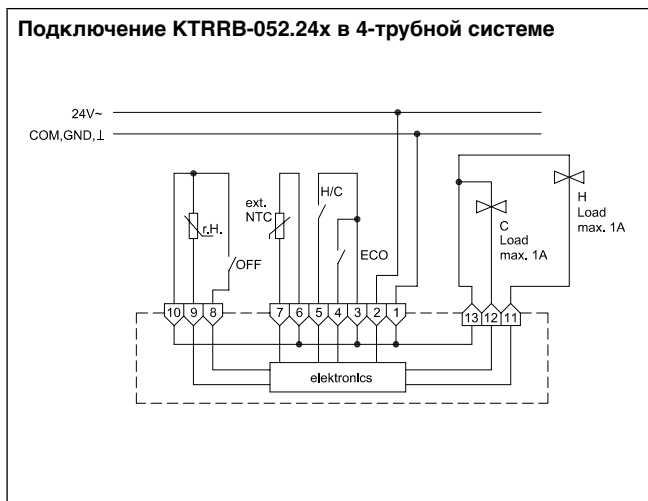 Подключение KTRRB-052.24x в 4-трубной системе
24V~
COM,GND,⊥
r.H.
OFF
ext.
NTC
H/C
ECO
C
Load
max. 1A
H
Load
max. 1A
10 9 8 7 6 5 4 3 2 1 13 12 11
elektronics